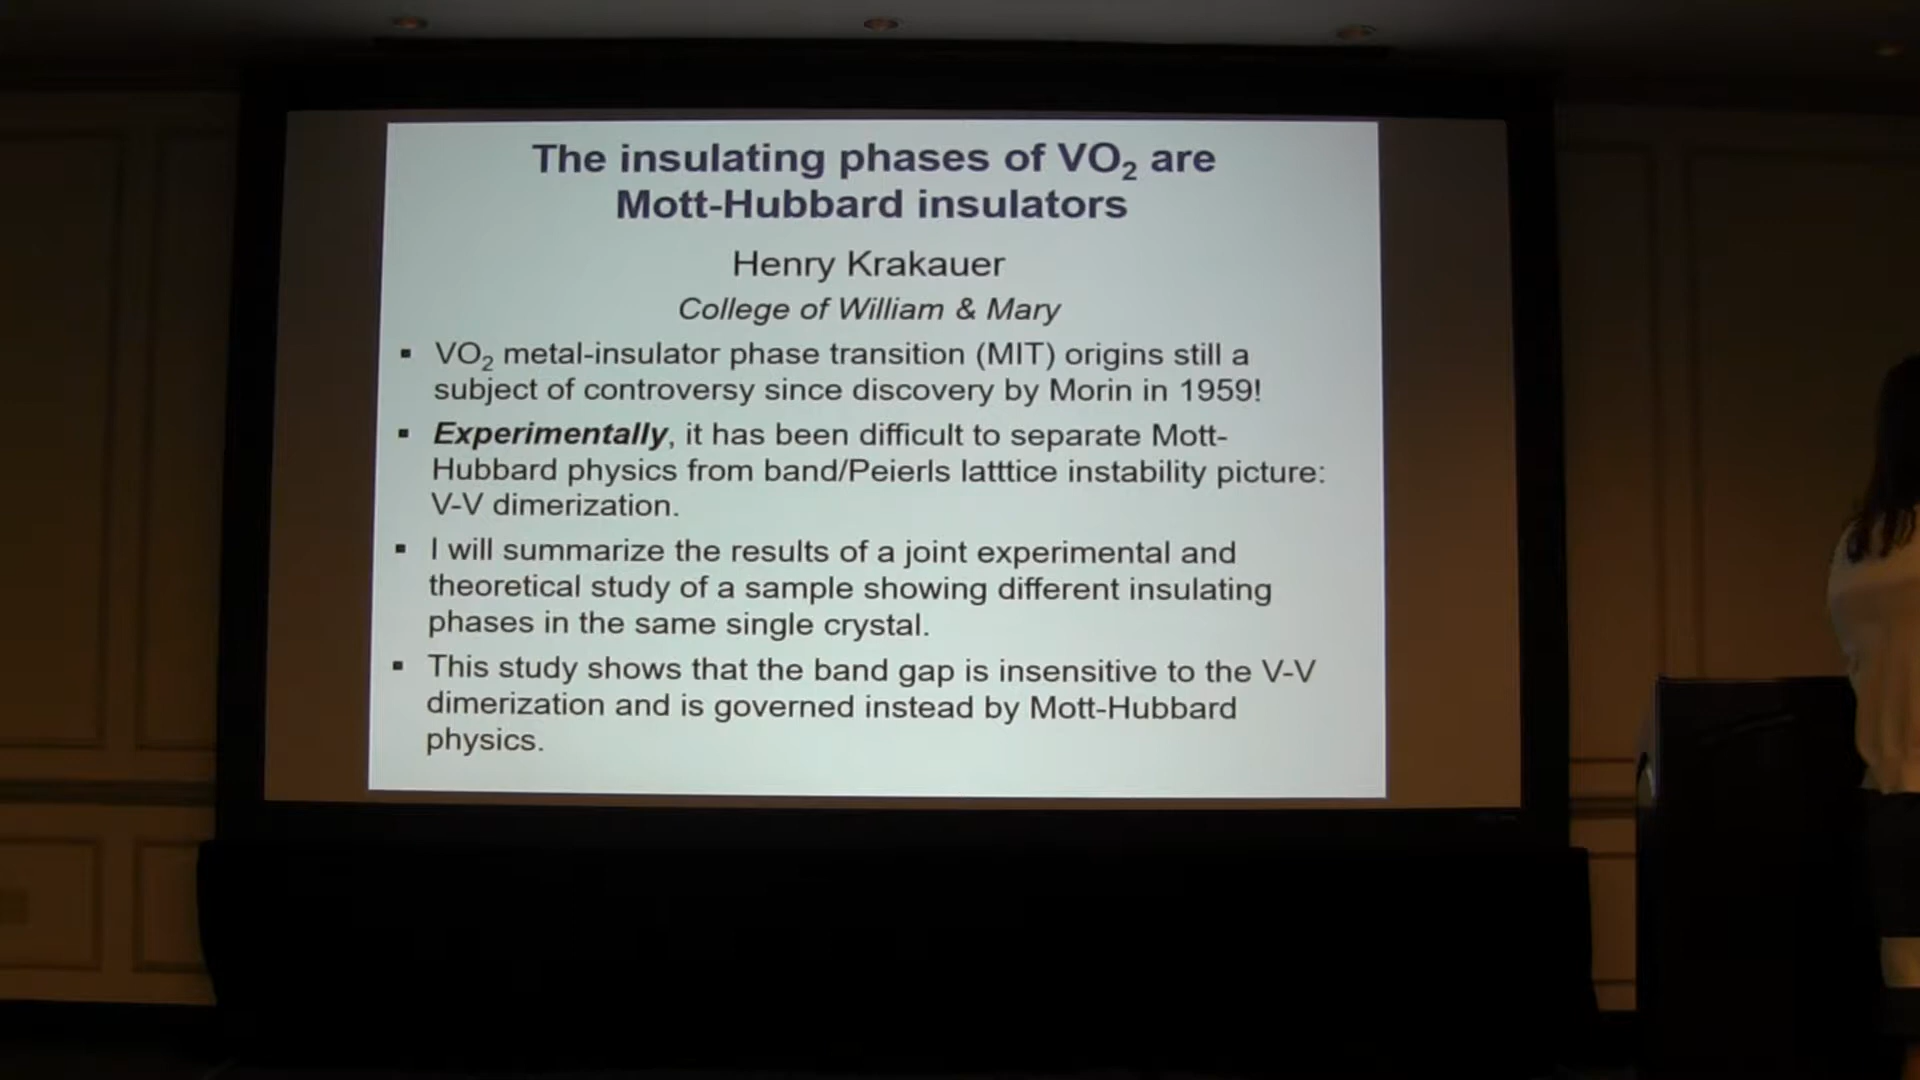 The insulating phases of VO₂ are
Mott-Hubbard insulators
Henry Krakauer
College of William & Mary
▪ VO₂ metal-insulator phase transition (MIT) origins still a
subject of controversy since discovery by Morin in 1959!
▪ Experimentally, it has been difficult to separate Mott-
Hubbard physics from band/Peierls latttice instability picture:
V-V dimerization.
▪ I will summarize the results of a joint experimental and
theoretical study of a sample showing different insulating
phases in the same single crystal.
▪ This study shows that the band gap is insensitive to the V-V
dimerization and is governed instead by Mott-Hubbard
physics.